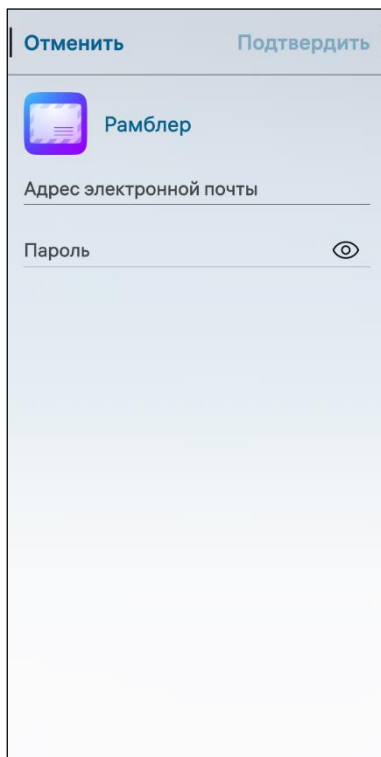 Отменить Подтвердить
Рамблер
Адрес электронной почты
Пароль